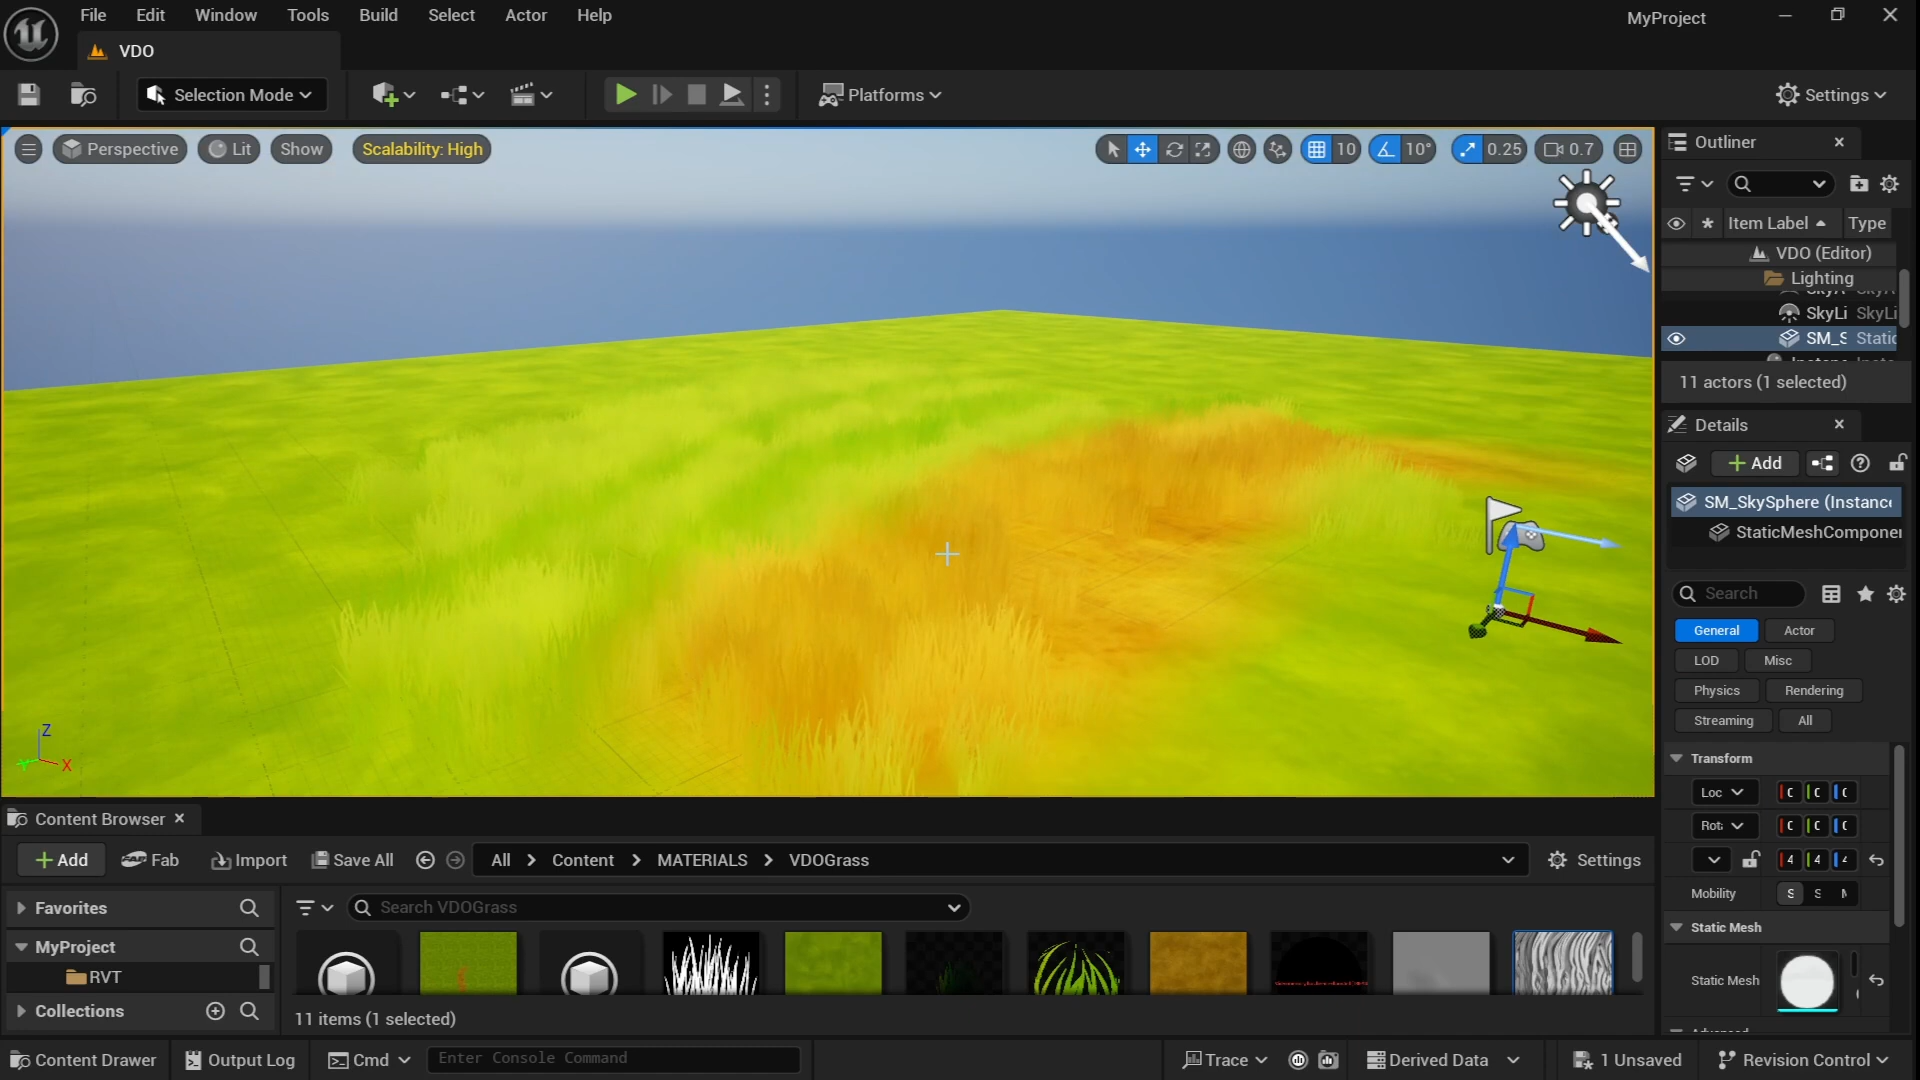 File Edit Window Tools Build Select Actor Help
MyProject
VDO
Selection Mode
Platforms
Settings
Perspective
Lit
Show
Scalability: High
10
10°
0.25
0.7
Outliner
Item Label
Type
VDO (Editor)
Lighting
SkyLi SkyLi
SM_S Static
11 actors (1 selected)
Details
Add
SM_SkySphere (Instance
StaticMeshComponen
Search
General
Actor
LOD
Misc
Physics
Rendering
Streaming
All
Transform
Loc
Rot
Mobility
S S
Static Mesh
Static Mesh
Z
X
Content Browser
Add
Fab
Import
Save All
All > Content > MATERIALS > VDOGrass
Settings
Favorites
Search VDOGrass
MyProject
RVT
Collections
11 items (1 selected)
Content Drawer
Output Log
Cmd
Enter Console Command
Trace
Derived Data
1 Unsaved
Revision Control